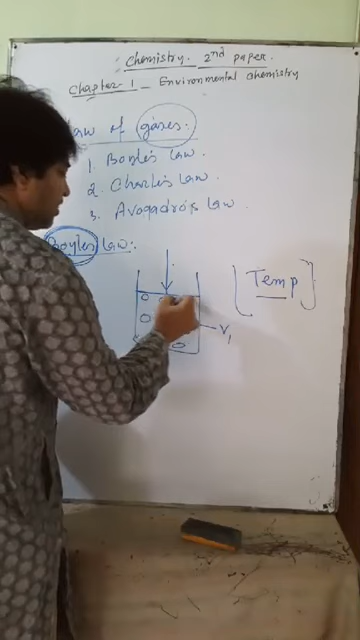 Chemistry 2nd paper.
Chapter-1 Environmental chemistry
Law of gases.
1. Boyle's Law.
2. Charle's Law.
3. Avogadro's Law.
Boyle's Law:
[Temp]
V1